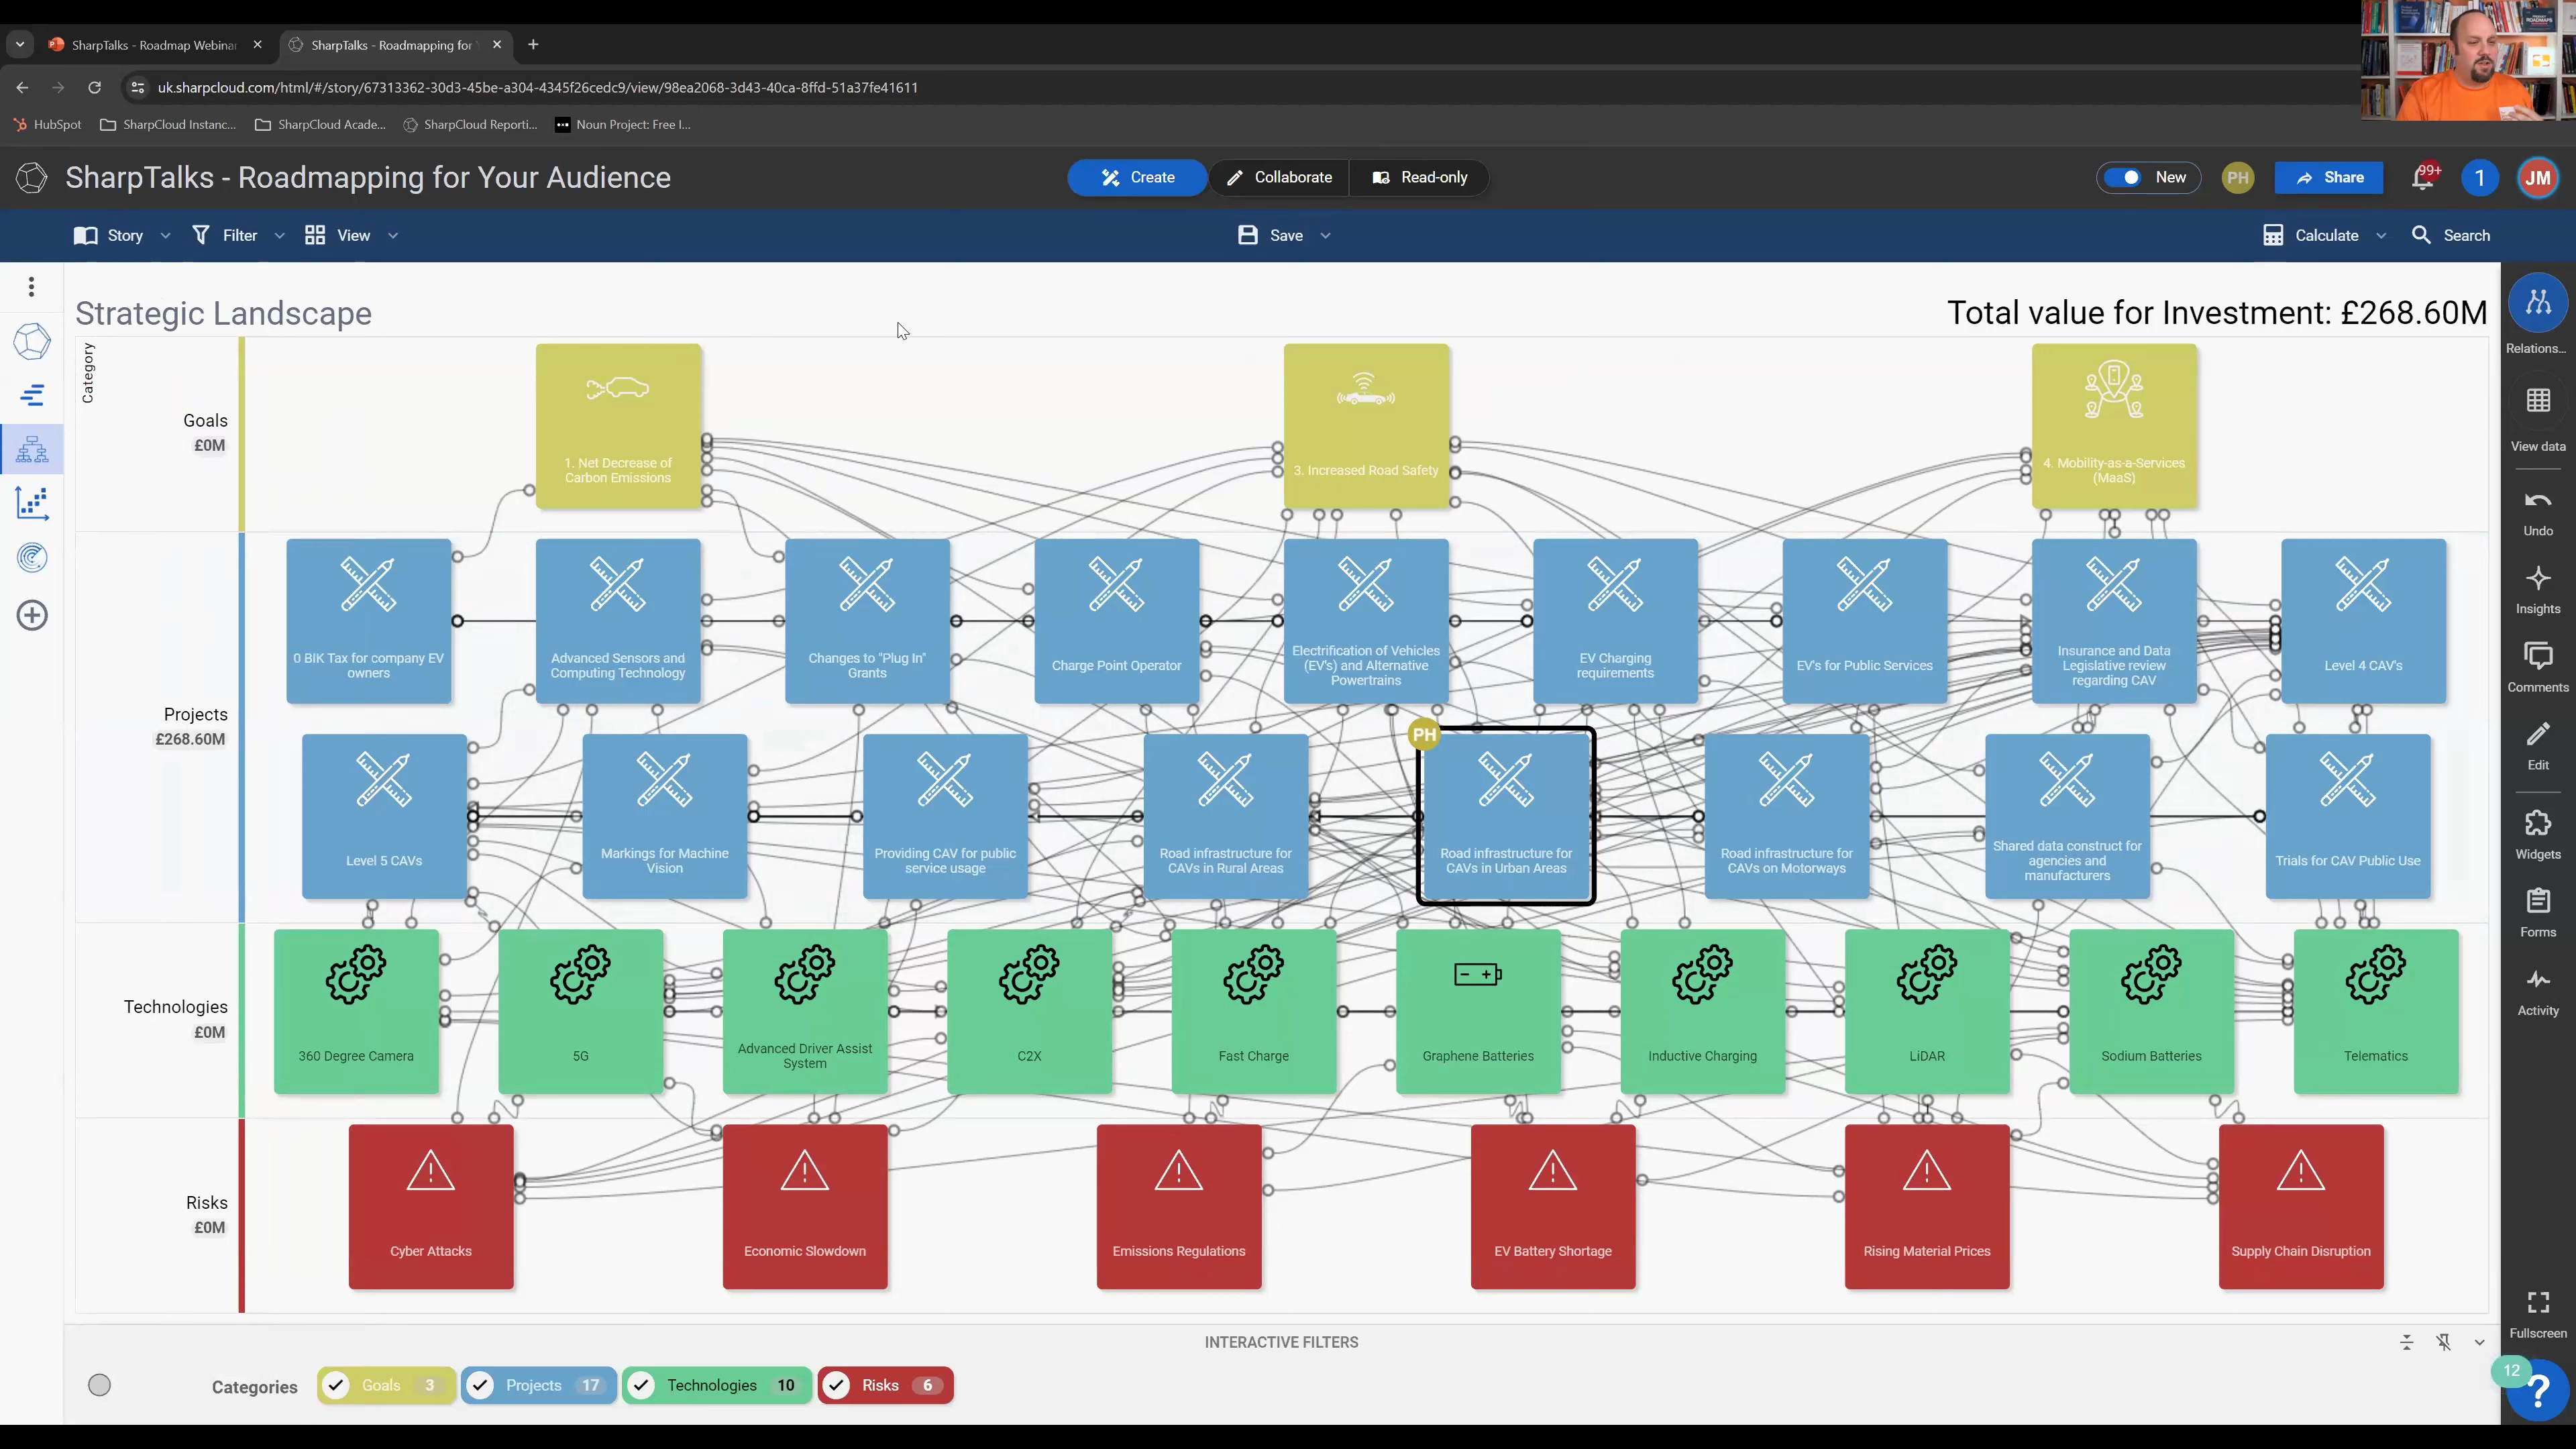 SharpTalks - Roadmap Webinar
SharpTalks - Roadmapping for Y
uk.sharpcloud.com/html/#/story/67313362-30d3-45be-a304-4345f26cedc9/view/98ea2068-3d43-40ca-8ffd-51a37fe41611
HubSpot
SharpCloud Instanc...
SharpCloud Acade...
SharpCloud Reporti...
Noun Project: Free I...
SharpTalks - Roadmapping for Your Audience
Create
Collaborate
Read-only
New
PH
Share
99+
1
JM
Story
Filter
View
Save
Calculate
Search
Strategic Landscape
Total value for Investment: £268.60M
Category
Goals
£0M
1. Net Decrease of
Carbon Emissions
3. Increased Road Safety
4. Mobility-as-a-Services
(MaaS)
Projects
£268.60M
0 BIK Tax for company EV
owners
Advanced Sensors and
Computing Technology
Changes to "Plug In"
Grants
Charge Point Operator
Electrification of Vehicles
(EV's) and Alternative
Powertrains
EV Charging
requirements
EV's for Public Services
Insurance and Data
Legislative review
regarding CAV
Level 4 CAV's
Level 5 CAVs
Markings for Machine
Vision
Providing CAV for public
service usage
Road infrastructure for
CAVs in Rural Areas
PH
Road infrastructure for
CAVs in Urban Areas
Road infrastructure for
CAVs on Motorways
Shared data construct for
agencies and
manufacturers
Trials for CAV Public Use
Technologies
£0M
360 Degree Camera
5G
Advanced Driver Assist
System
C2X
Fast Charge
Graphene Batteries
Inductive Charging
LiDAR
Sodium Batteries
Telematics
Risks
£0M
Cyber Attacks
Economic Slowdown
Emissions Regulations
EV Battery Shortage
Rising Material Prices
Supply Chain Disruption
Relations...
View data
Undo
Insights
Comments
Edit
Widgets
Forms
Activity
Fullscreen
INTERACTIVE FILTERS
Categories
Goals 3
Projects 17
Technologies 10
Risks 6
12
?